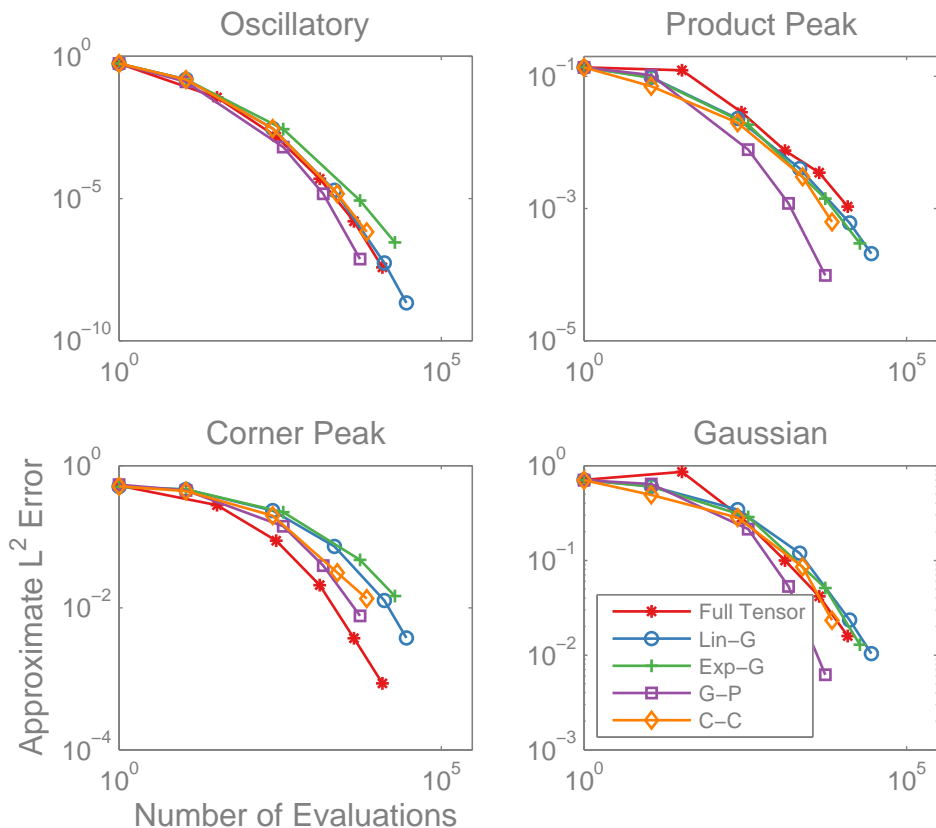 Oscillatory
Product Peak
10^0
10^−5
10^−10
10^0
10^5
10^−1
10^−3
10^−5
10^0
10^5
Corner Peak
Gaussian
10^0
10^−2
10^−4
10^0
10^5
10^0
10^−1
10^−2
10^−3
10^0
10^5
Full Tensor
Lin−G
Exp−G
G−P
C−C
Approximate L^2 Error
Number of Evaluations